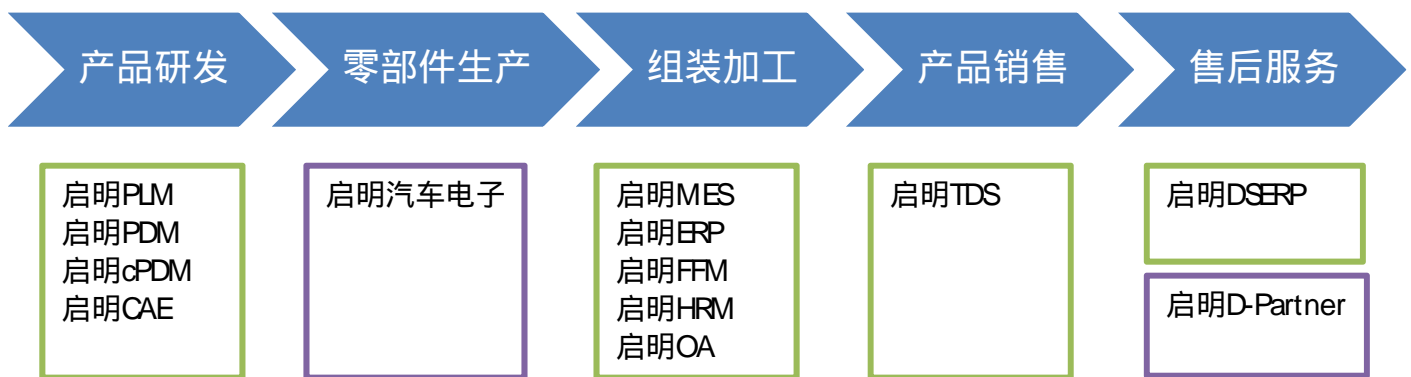 产品研发
零部件生产
组装加工
产品销售
售后服务
启明PLM
启明PDM
启明cPDM
启明CAE
启明汽车电子
启明MES
启明ERP
启明FFM
启明HRM
启明OA
启明TDS
启明DSERP
启明D-Partner